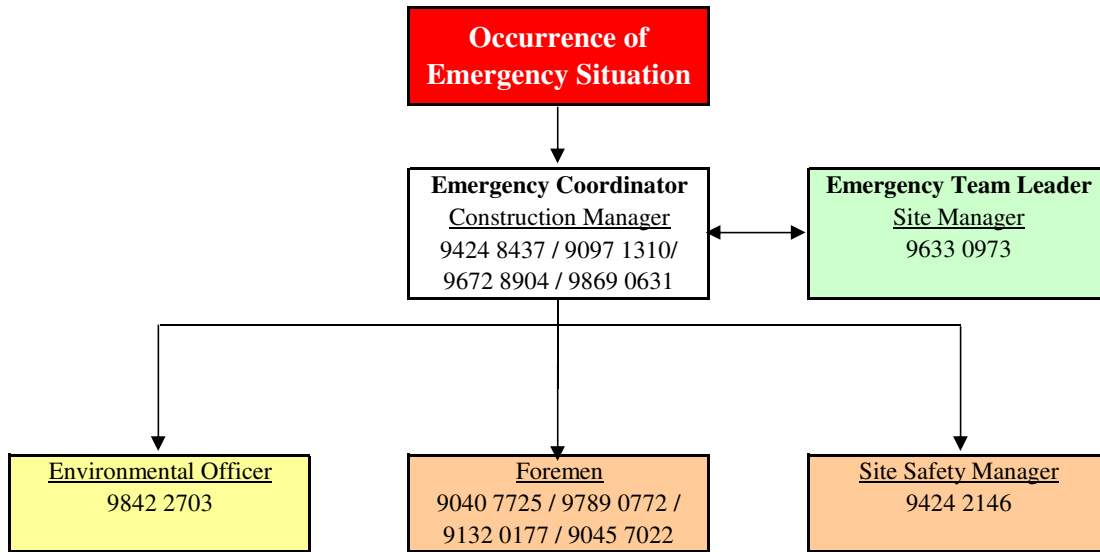 Occurrence of
Emergency Situation
Emergency Coordinator
Construction Manager
9424 8437 / 9097 1310/
9672 8904 / 9869 0631
Emergency Team Leader
Site Manager
9633 0973
Environmental Officer
9842 2703
Foremen
9040 7725 / 9789 0772 /
9132 0177 / 9045 7022
Site Safety Manager
9424 2146